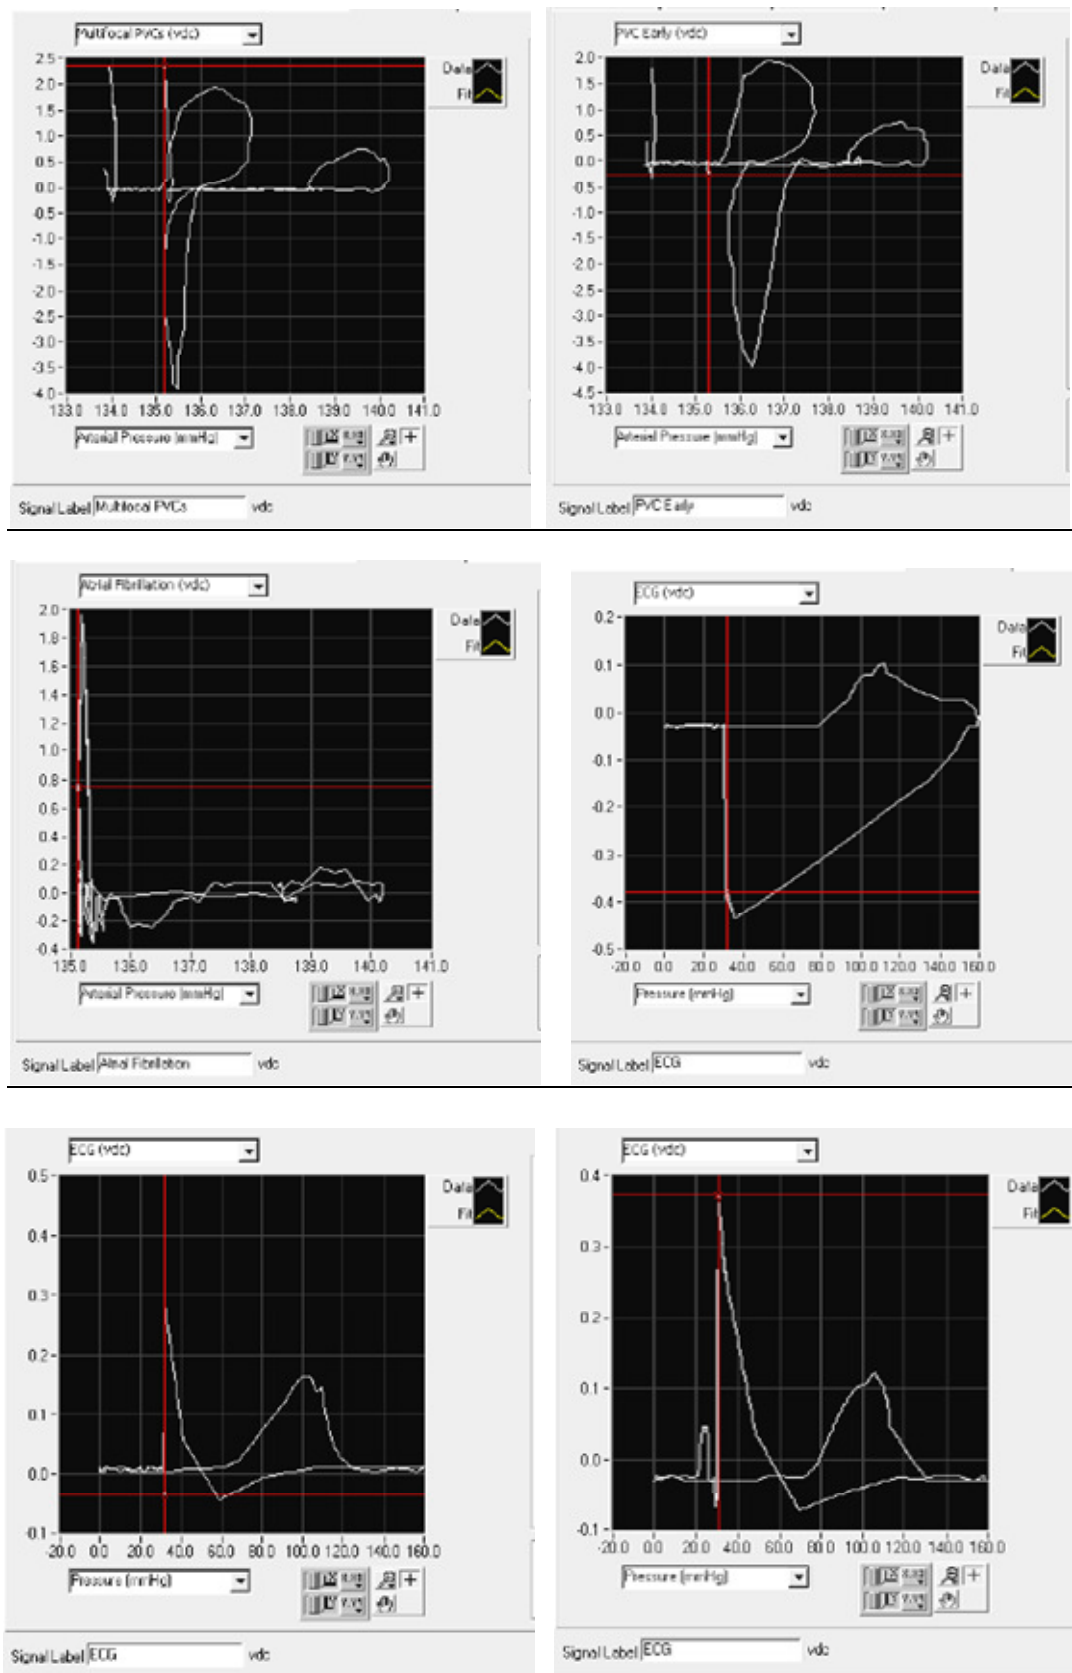 Multifocal PVCs (vdc)
2.5
2.0
1.5
1.0
0.5
0.0
-0.5
-1.0
-1.5
-2.0
-2.5
-3.0
-3.5
-4.0
133.0 134.0 135.0 136.0 137.0 138.0 139.0 140.0 141.0
Data
Fit
Arterial Pressure (mmHg)
Signal Label Multifocal PVCs vdc
PVC Early (vdc)
2.0
1.5
1.0
0.5
0.0
-0.5
-1.0
-1.5
-2.0
-2.5
-3.0
-3.5
-4.0
-4.5
133.0 134.0 135.0 136.0 137.0 138.0 139.0 140.0 141.0
Data
Fit
Arterial Pressure (mmHg)
Signal Label PVC Early vdc
Atrial Fibrillation (vdc)
2.0
1.8
1.6
1.4
1.2
1.0
0.8
0.6
0.4
0.2
0.0
-0.2
-0.4
135.0 136.0 137.0 138.0 139.0 140.0 141.0
Data
Fit
Arterial Pressure (mmHg)
Signal Label Atrial Fibrillation vdc
ECG (vdc)
0.2
0.1
0.0
-0.1
-0.2
-0.3
-0.4
-0.5
-20.0 0.0 20.0 40.0 60.0 80.0 100.0 120.0 140.0 160.0
Data
Fit
Pressure (mmHg)
Signal Label ECG vdc
ECG (vdc)
0.5
0.4
0.3
0.2
0.1
0.0
-0.1
-20.0 0.0 20.0 40.0 60.0 80.0 100.0 120.0 140.0 160.0
Data
Fit
Pressure (mmHg)
Signal Label ECG vdc
ECG (vdc)
0.4
0.3
0.2
0.1
0.0
-0.1
-20.0 0.0 20.0 40.0 60.0 80.0 100.0 120.0 140.0 160.0
Data
Fit
Pressure (mmHg)
Signal Label ECG vdc